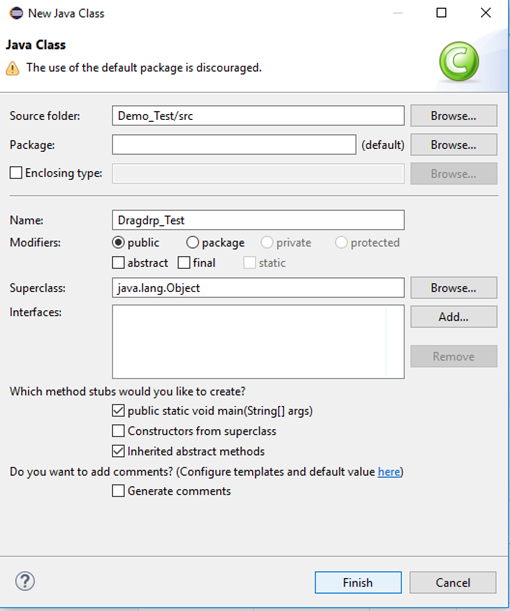 New Java Class
Java Class
The use of the default package is discouraged.
Source folder: Demo_Test/src Browse...
Package: (default) Browse...
Enclosing type: Browse...
Name: Dragdrp_Test
Modifiers: public package private protected
abstract final static
Superclass: java.lang.Object Browse...
Interfaces: Add...
Remove
Which method stubs would you like to create?
public static void main(String[] args)
Constructors from superclass
Inherited abstract methods
Do you want to add comments? (Configure templates and default value here)
Generate comments
? Finish Cancel